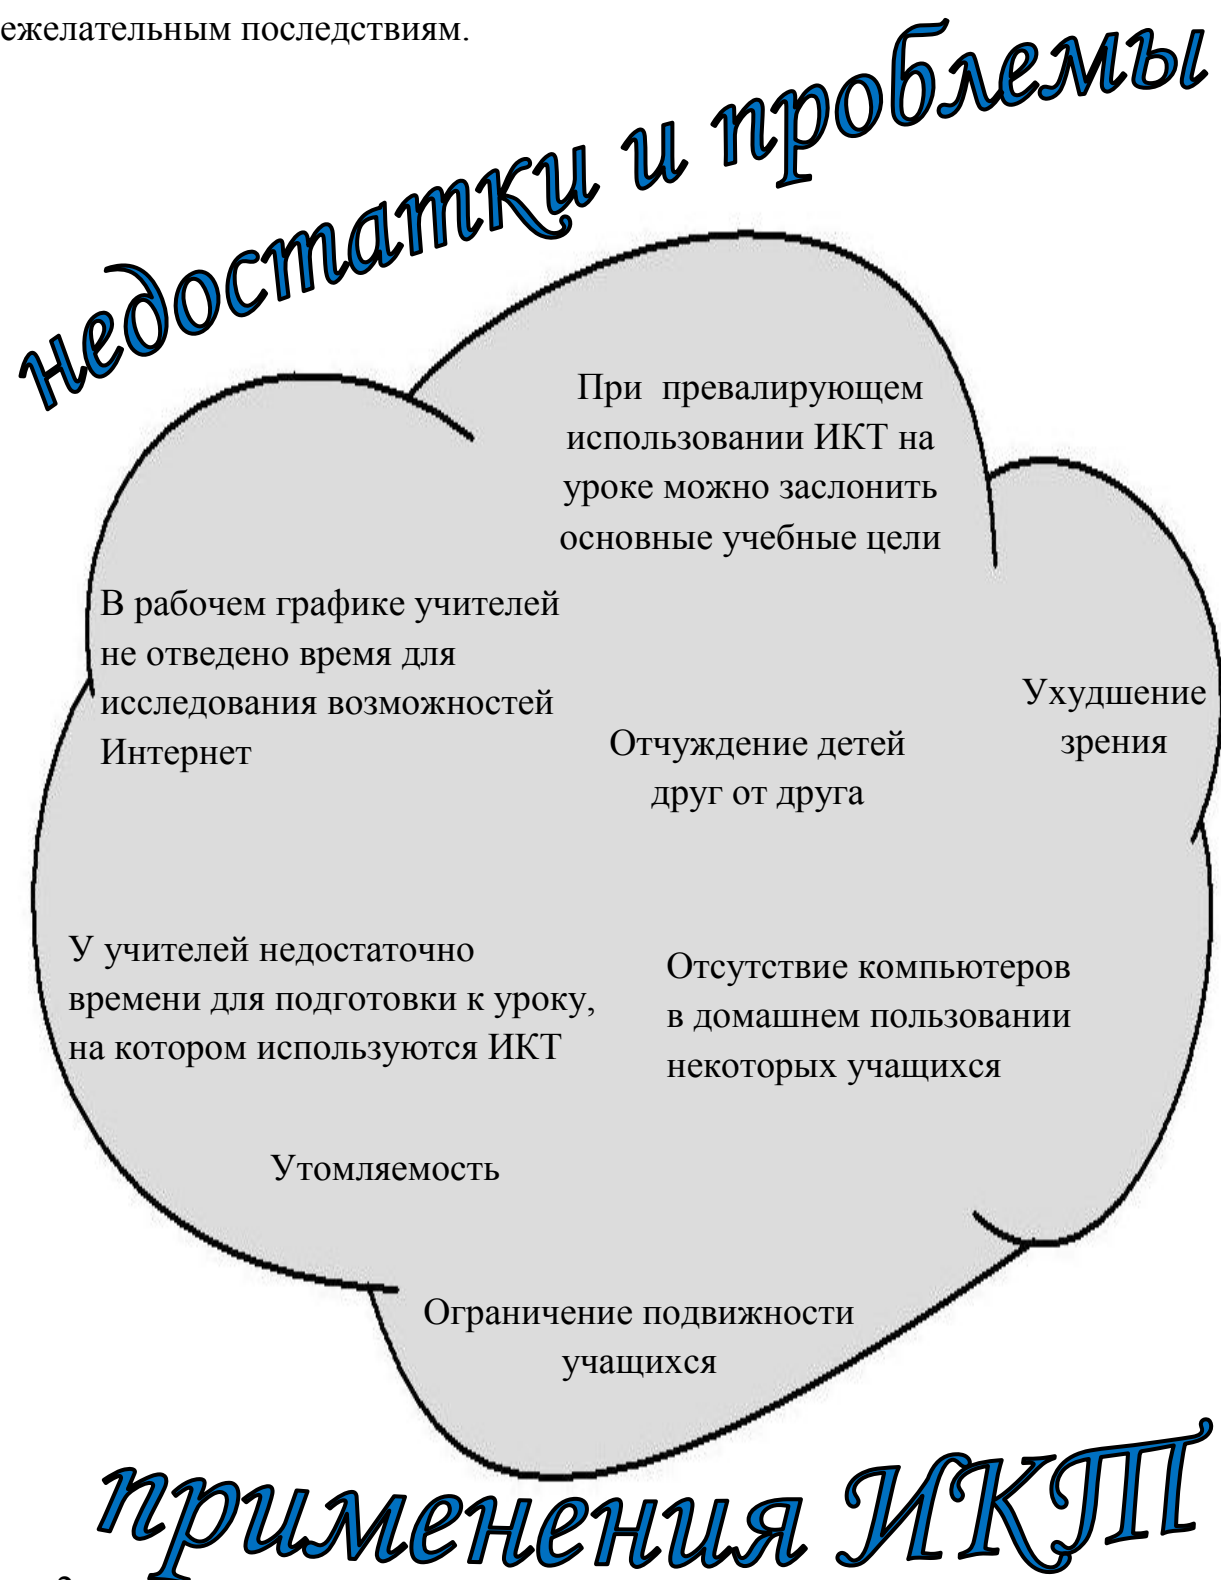 ежелательным последствиям.
недостатки и проблемы
При превалирующем
использовании ИКТ на
уроке можно заслонить
основные учебные цели
В рабочем графике учителей
не отведено время для
исследования возможностей
Интернет
Ухудшение
зрения
Отчуждение детей
друг от друга
У учителей недостаточно
времени для подготовки к уроку,
на котором используются ИКТ
Отсутствие компьютеров
в домашнем пользовании
некоторых учащихся
Утомляемость
Ограничение подвижности
учащихся
применения ИКТ